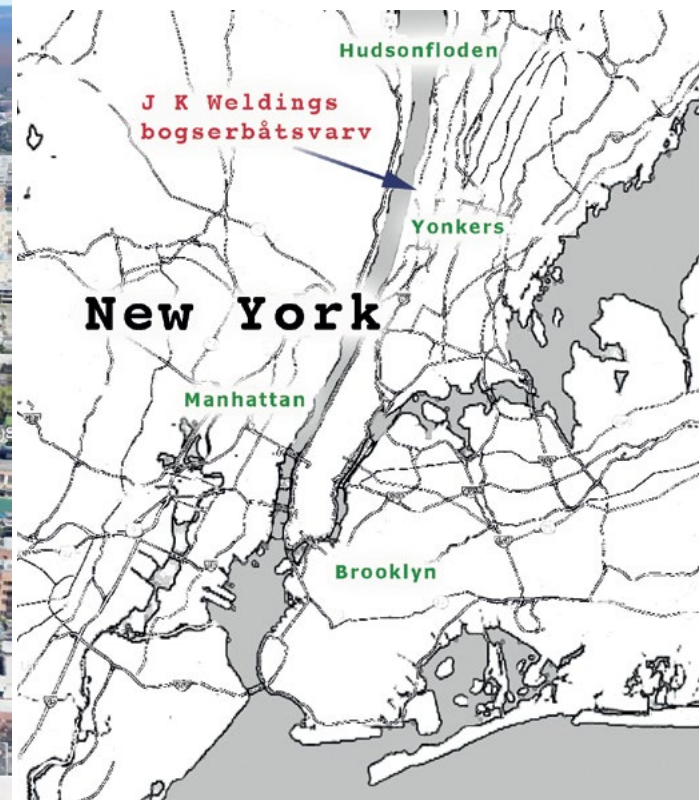 Hudsonfloden
J K Weldings
bogserbåtsvarv
Yonkers
New York
Manhattan
Brooklyn